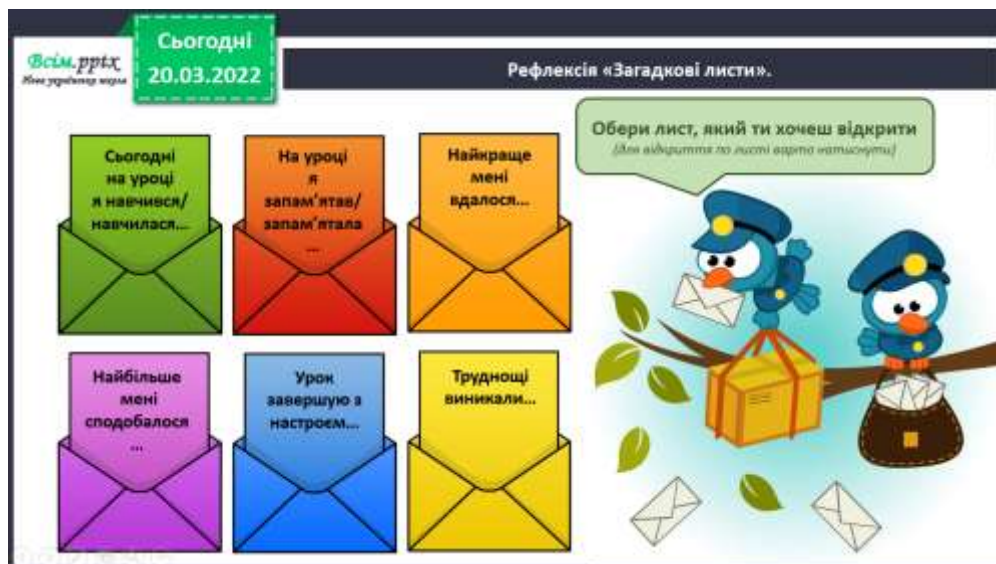 Всім.pptx
Нова українська школа
Сьогодні
20.03.2022
Рефлексія «Загадкові листи».
Сьогодні
на уроці
я навчився/
навчилася...
На уроці
я
запам’ятав/
запам’ятала
...
Найкраще
мені
вдалося...
Обери лист, який ти хочеш відкрити
(для відкриття по листі варто натиснути)
Найбільше
мені
сподобалося
...
Урок
завершую з
настроєм...
Труднощі
виникали...